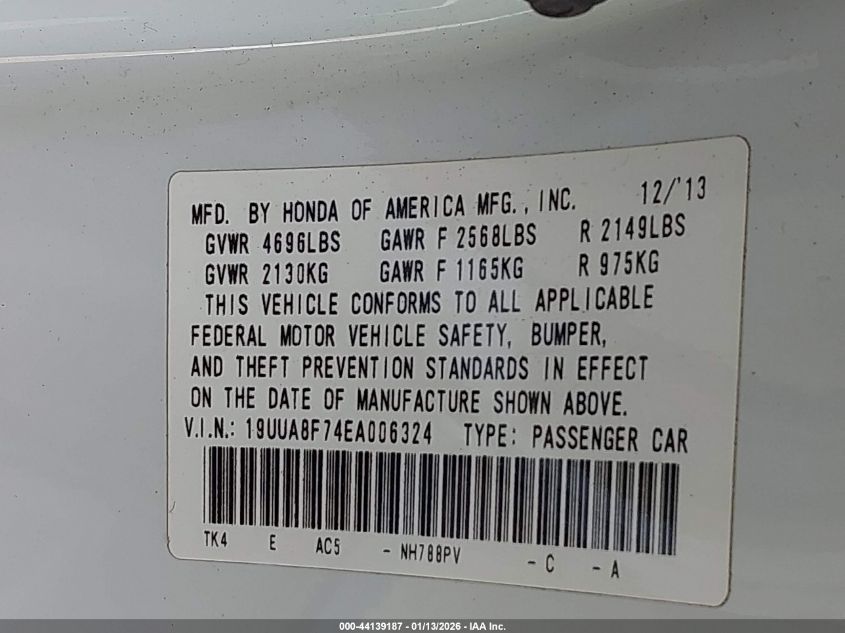 MFD. BY HONDA OF AMERICA MFG., INC. 12/'13
GVWR 4696LBS GAWR F 2568LBS R 2149LBS
GVWR 2130KG GAWR F 1165KG R 975KG
THIS VEHICLE CONFORMS TO ALL APPLICABLE
FEDERAL MOTOR VEHICLE SAFETY, BUMPER,
AND THEFT PREVENTION STANDARDS IN EFFECT
ON THE DATE OF MANUFACTURE SHOWN ABOVE.
V.I.N.: 19UUA8F74EA006324 TYPE: PASSENGER CAR
TK4 E AC5 - NH788PV - C - A
000-44139187 - 01/13/2026 - IAA Inc.